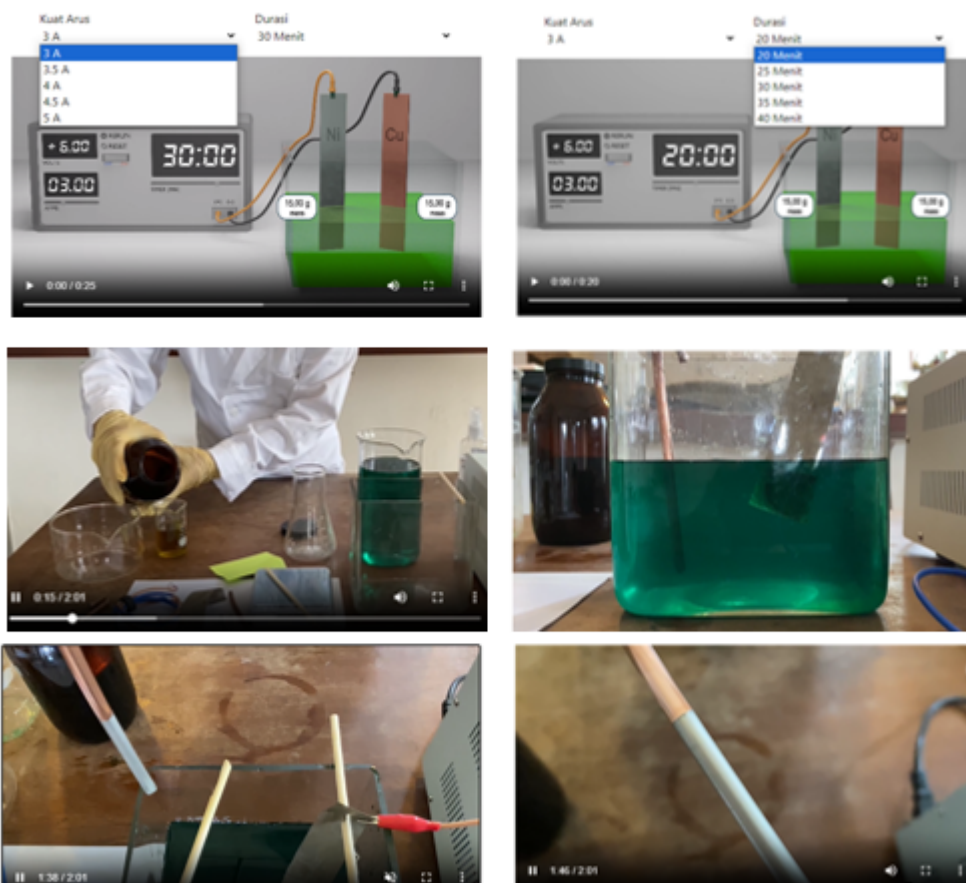 Kuat Arus
3 A
3 A
3.5 A
4 A
4.5 A
5 A
Durasi
30 Menit
+ 6.00
03.00
30:00
Ni
Cu
15,00 g
15,00 g
0:00 / 0:25
Kuat Arus
3 A
Durasi
20 Menit
20 Menit
25 Menit
30 Menit
35 Menit
40 Menit
+ 6.00
03.00
20:00
Ni
Cu
15,00 g
15,00 g
0:00 / 0:20
0:15 / 2:01
1:38 / 2:01
1:46 / 2:01